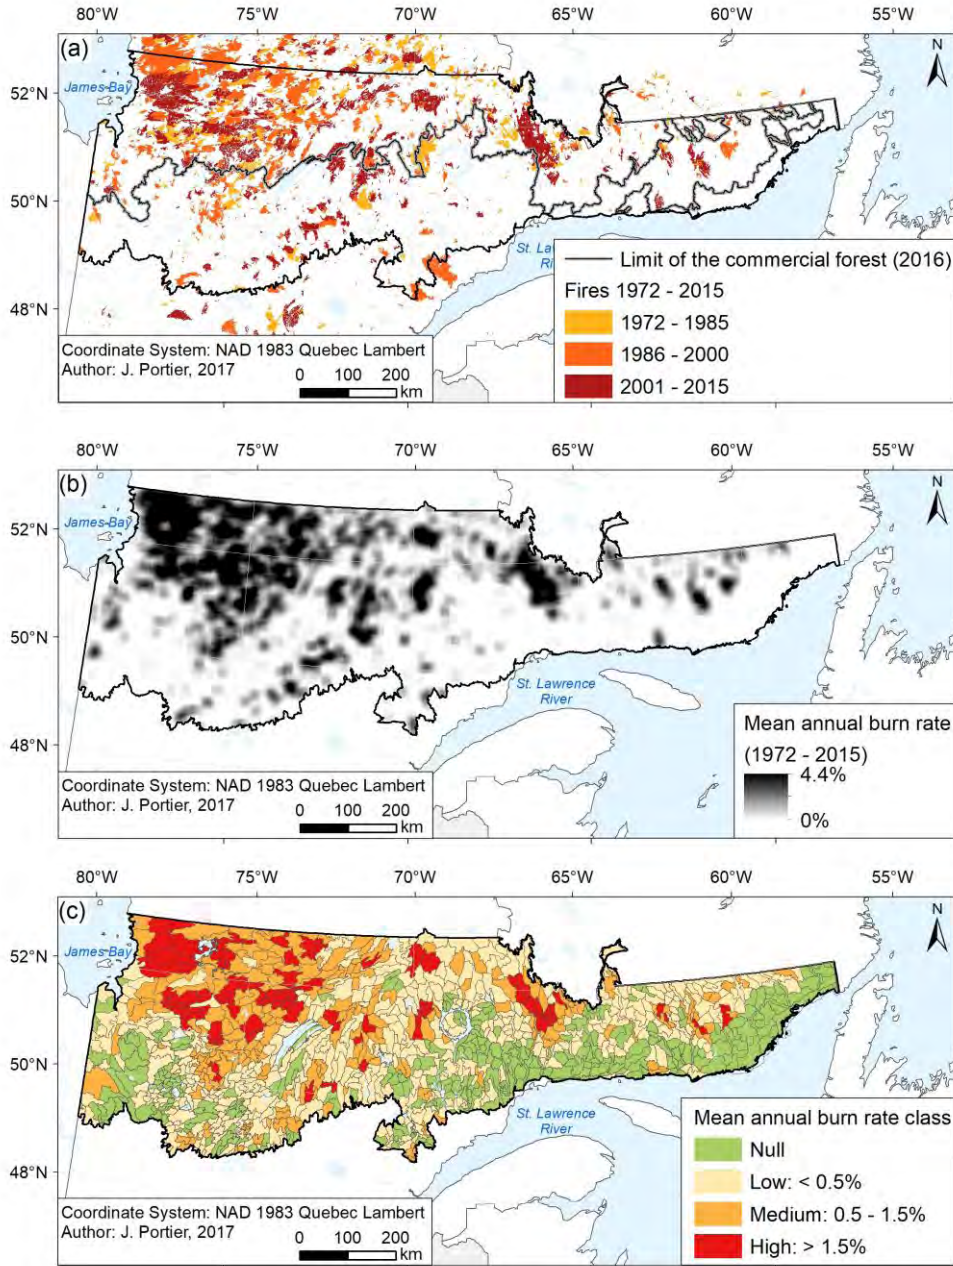 80°W 75°W 70°W 65°W 60°W 55°W
(a)
N
James-Bay
52°N
50°N
St. Law
Ri
Limit of the commercial forest (2016)
Fires 1972 - 2015
48°N
1972 - 1985
Coordinate System: NAD 1983 Quebec Lambert
1986 - 2000
Author: J. Portier, 2017
0 100 200
km
2001 - 2015
80°W 75°W 70°W 65°W 60°W 55°W
(b)
N
James-Bay
52°N
50°N
St. Lawrence
River
Mean annual burn rate
(1972 - 2015)
48°N
4.4%
Coordinate System: NAD 1983 Quebec Lambert
Author: J. Portier, 2017
0 100 200
km
0%
80°W 75°W 70°W 65°W 60°W 55°W
(c)
N
James-Bay
52°N
50°N
St. Lawrence
River
Mean annual burn rate class
Null
48°N
Low: < 0.5%
Coordinate System: NAD 1983 Quebec Lambert
Medium: 0.5 - 1.5%
Author: J. Portier, 2017
0 100 200
km
High: > 1.5%